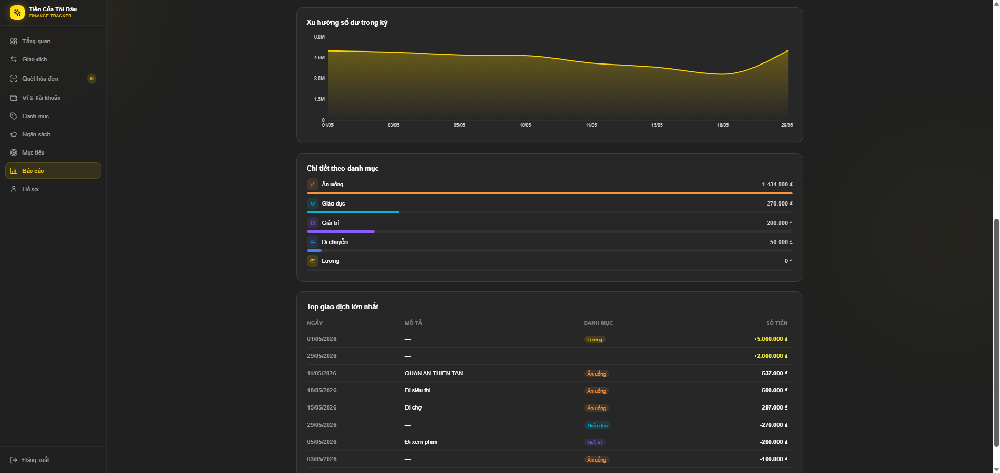 Tiền Của Tôi Đâu
FINANCE TRACKER
Tổng quan
Giao dịch
Quét hóa đơn AI
Ví & Tài khoản
Danh mục
Ngân sách
Mục tiêu
Báo cáo
Hồ sơ
Đăng xuất
Xu hướng số dư trong kỳ
6.0M
4.5M
3.0M
1.5M
0
01/05 03/05 05/05 10/05 11/05 15/05 18/05 29/05
Chi tiết theo danh mục
Ăn uống 1.434.000 ₫
Giáo dục 270.000 ₫
Giải trí 200.000 ₫
Di chuyển 50.000 ₫
Lương 0 ₫
Top giao dịch lớn nhất
NGÀY MÔ TẢ DANH MỤC SỐ TIỀN
01/05/2026 — Lương +5.000.000 ₫
29/05/2026 — +2.000.000 ₫
11/05/2026 QUAN AN THIEN TAN Ăn uống -537.000 ₫
18/05/2026 Đi siêu thị Ăn uống -500.000 ₫
15/05/2026 Đi chợ Ăn uống -297.000 ₫
29/05/2026 — Giáo dục -270.000 ₫
05/05/2026 Đi xem phim Giải trí -200.000 ₫
03/05/2026 — Ăn uống -100.000 ₫